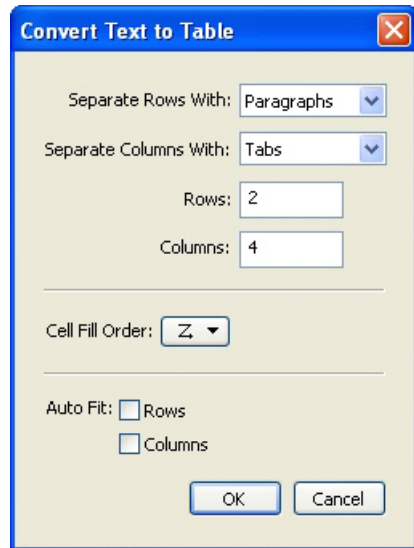 Convert Text to Table
Separate Rows With: Paragraphs
Separate Columns With: Tabs
Rows: 2
Columns: 4
Cell Fill Order:
Auto Fit: Rows
Columns
OK Cancel